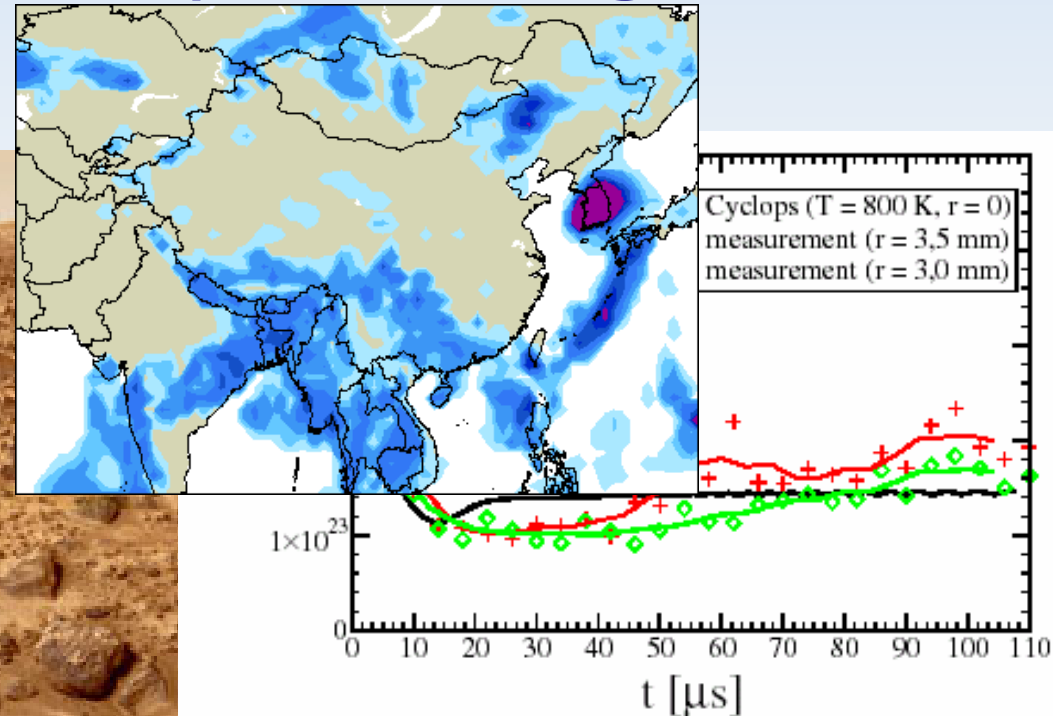 Cyclops (T = 800 K, r = 0)
measurement (r = 3,5 mm)
measurement (r = 3,0 mm)
1×10²³
0
0 10 20 30 40 50 60 70 80 90 100 110
t [μs]